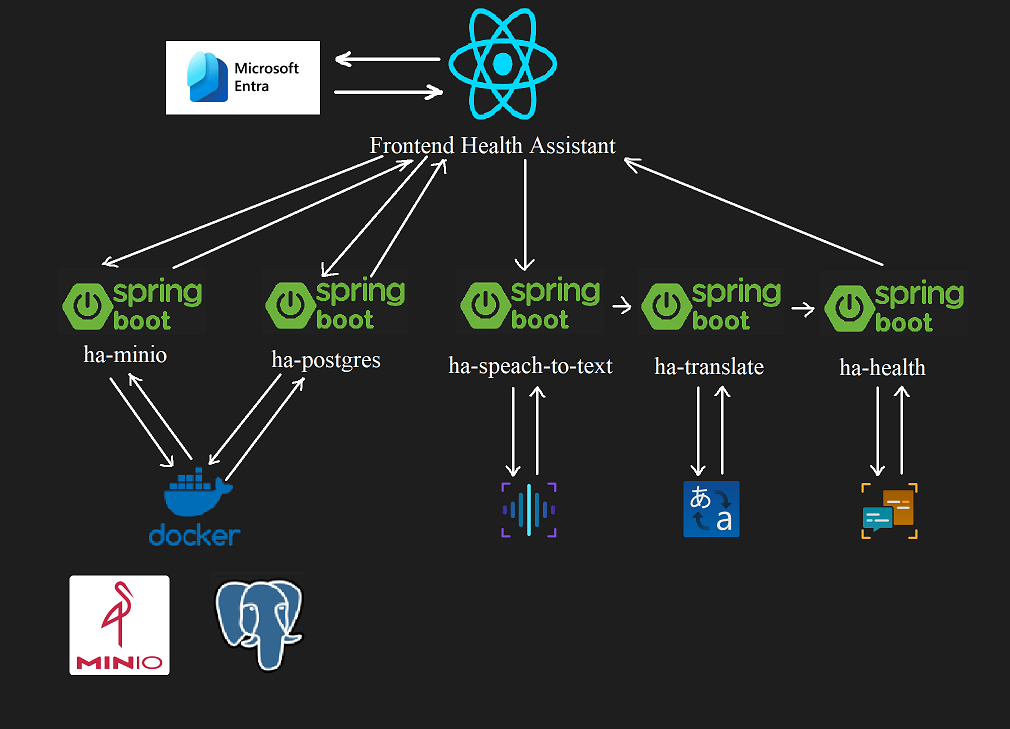 Microsoft
Entra
Frontend Health Assistant
spring
boot
spring
boot
spring
boot
spring
boot
spring
boot
ha-minio
ha-postgres
ha-speach-to-text
ha-translate
ha-health
docker
あ
a
MINIO